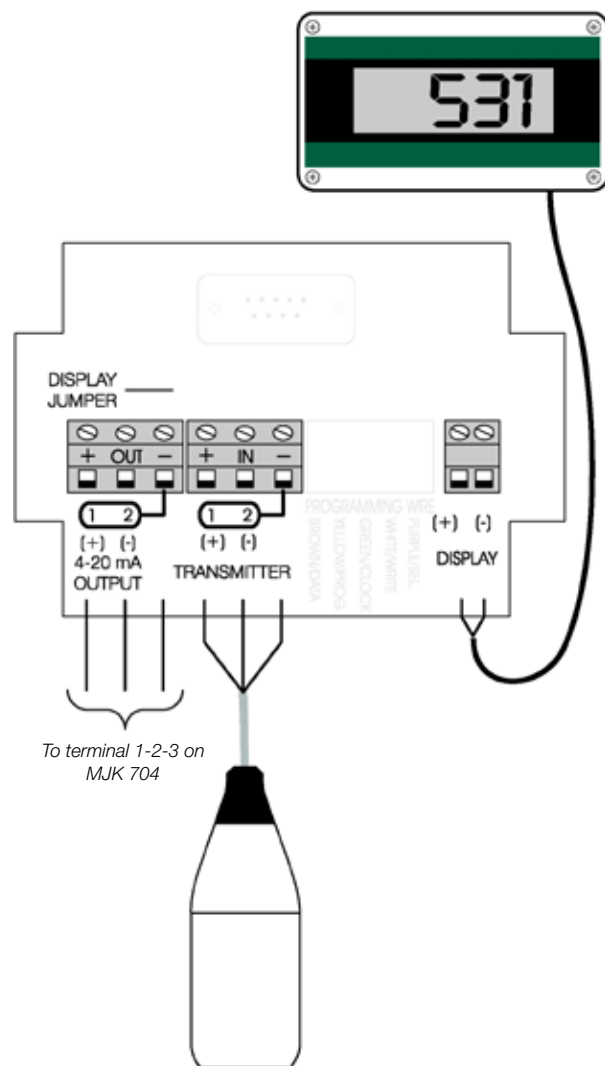 531
DISPLAY
JUMPER
+ OUT − + IN −
1 2 1 2
(+) (-) (+) (-) (+) (-)
4-20 mA
OUTPUT
TRANSMITTER
DISPLAY
PROGRAMMING WIRE
BROWN/DATA
YELLOW/PROG
GREEN/CLOCK
WHITE/WRITE
PURPLE/SEL
To terminal 1-2-3 on
MJK 704